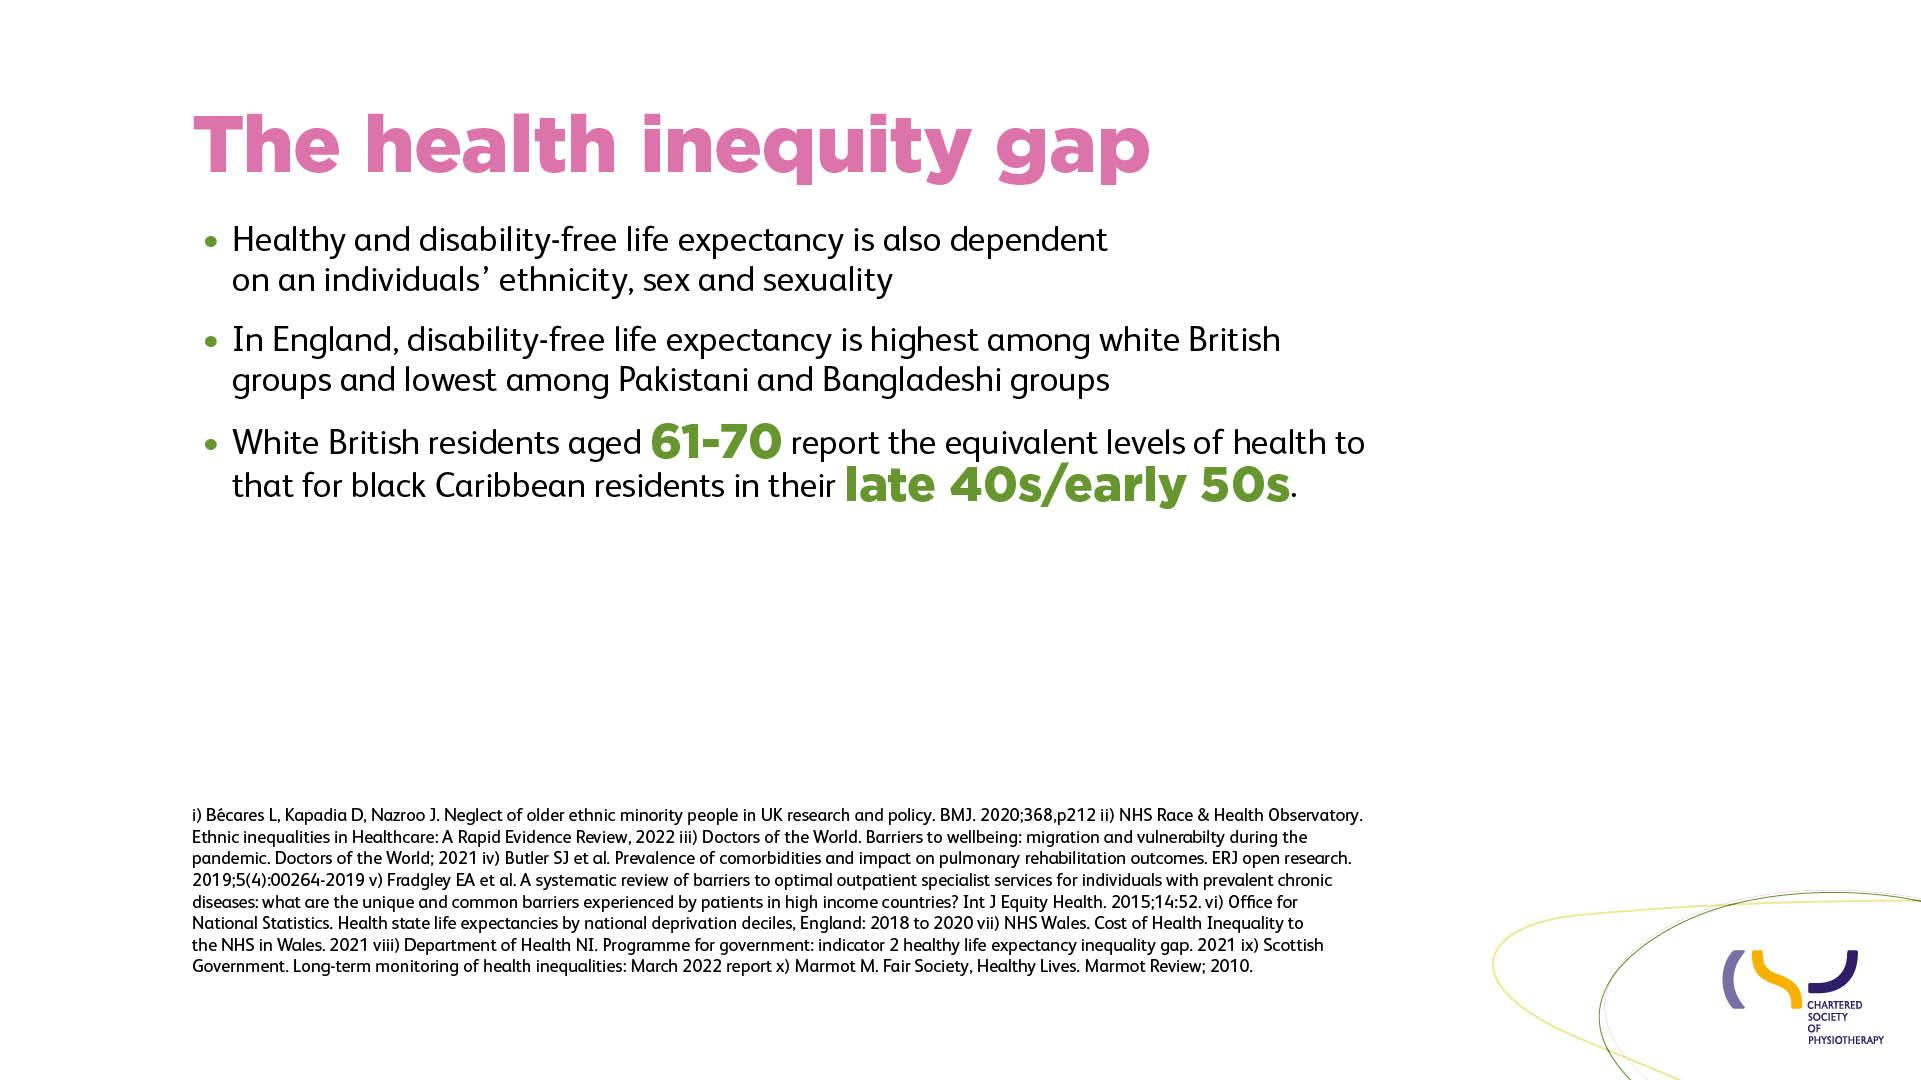 The health inequity gap
• Healthy and disability-free life expectancy is also dependent
on an individuals’ ethnicity, sex and sexuality
• In England, disability-free life expectancy is highest among white British
groups and lowest among Pakistani and Bangladeshi groups
• White British residents aged 61-70 report the equivalent levels of health to
that for black Caribbean residents in their late 40s/early 50s.
i) Bécares L, Kapadia D, Nazroo J. Neglect of older ethnic minority people in UK research and policy. BMJ. 2020;368,p212 ii) NHS Race & Health Observatory.
Ethnic inequalities in Healthcare: A Rapid Evidence Review, 2022 iii) Doctors of the World. Barriers to wellbeing: migration and vulnerabilty during the
pandemic. Doctors of the World; 2021 iv) Butler SJ et al. Prevalence of comorbidities and impact on pulmonary rehabilitation outcomes. ERJ open research.
2019;5(4):00264-2019 v) Fradgley EA et al. A systematic review of barriers to optimal outpatient specialist services for individuals with prevalent chronic
diseases: what are the unique and common barriers experienced by patients in high income countries? Int J Equity Health. 2015;14:52. vi) Office for
National Statistics. Health state life expectancies by national deprivation deciles, England: 2018 to 2020 vii) NHS Wales. Cost of Health Inequality to
the NHS in Wales. 2021 viii) Department of Health NI. Programme for government: indicator 2 healthy life expectancy inequality gap. 2021 ix) Scottish
Government. Long-term monitoring of health inequalities: March 2022 report x) Marmot M. Fair Society, Healthy Lives. Marmot Review; 2010.
CHARTERED
SOCIETY
OF
PHYSIOTHERAPY